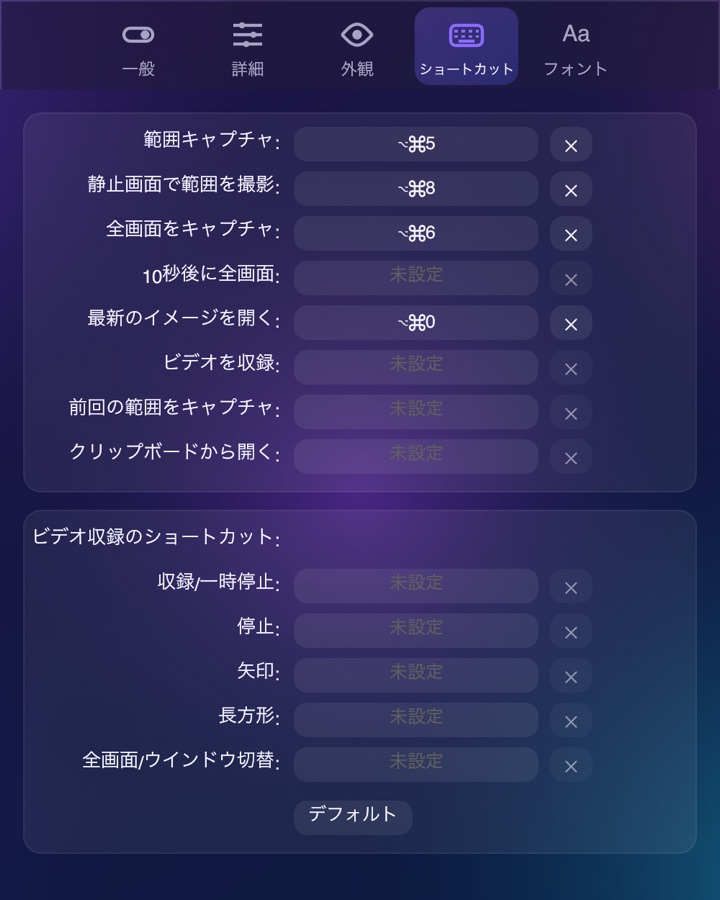 一般
詳細
外観
ショートカット
Aa
フォント
範囲キャプチャ: ⌥⌘5 ×
静止画面で範囲を撮影: ⌥⌘8 ×
全画面をキャプチャ: ⌥⌘6 ×
10秒後に全画面: 未設定 ×
最新のイメージを開く: ⌥⌘0 ×
ビデオを収録: 未設定 ×
前回の範囲をキャプチャ: 未設定 ×
クリップボードから開く: 未設定 ×
ビデオ収録のショートカット:
収録/一時停止: 未設定 ×
停止: 未設定 ×
矢印: 未設定 ×
長方形: 未設定 ×
全画面/ウインドウ切替: 未設定 ×
デフォルト